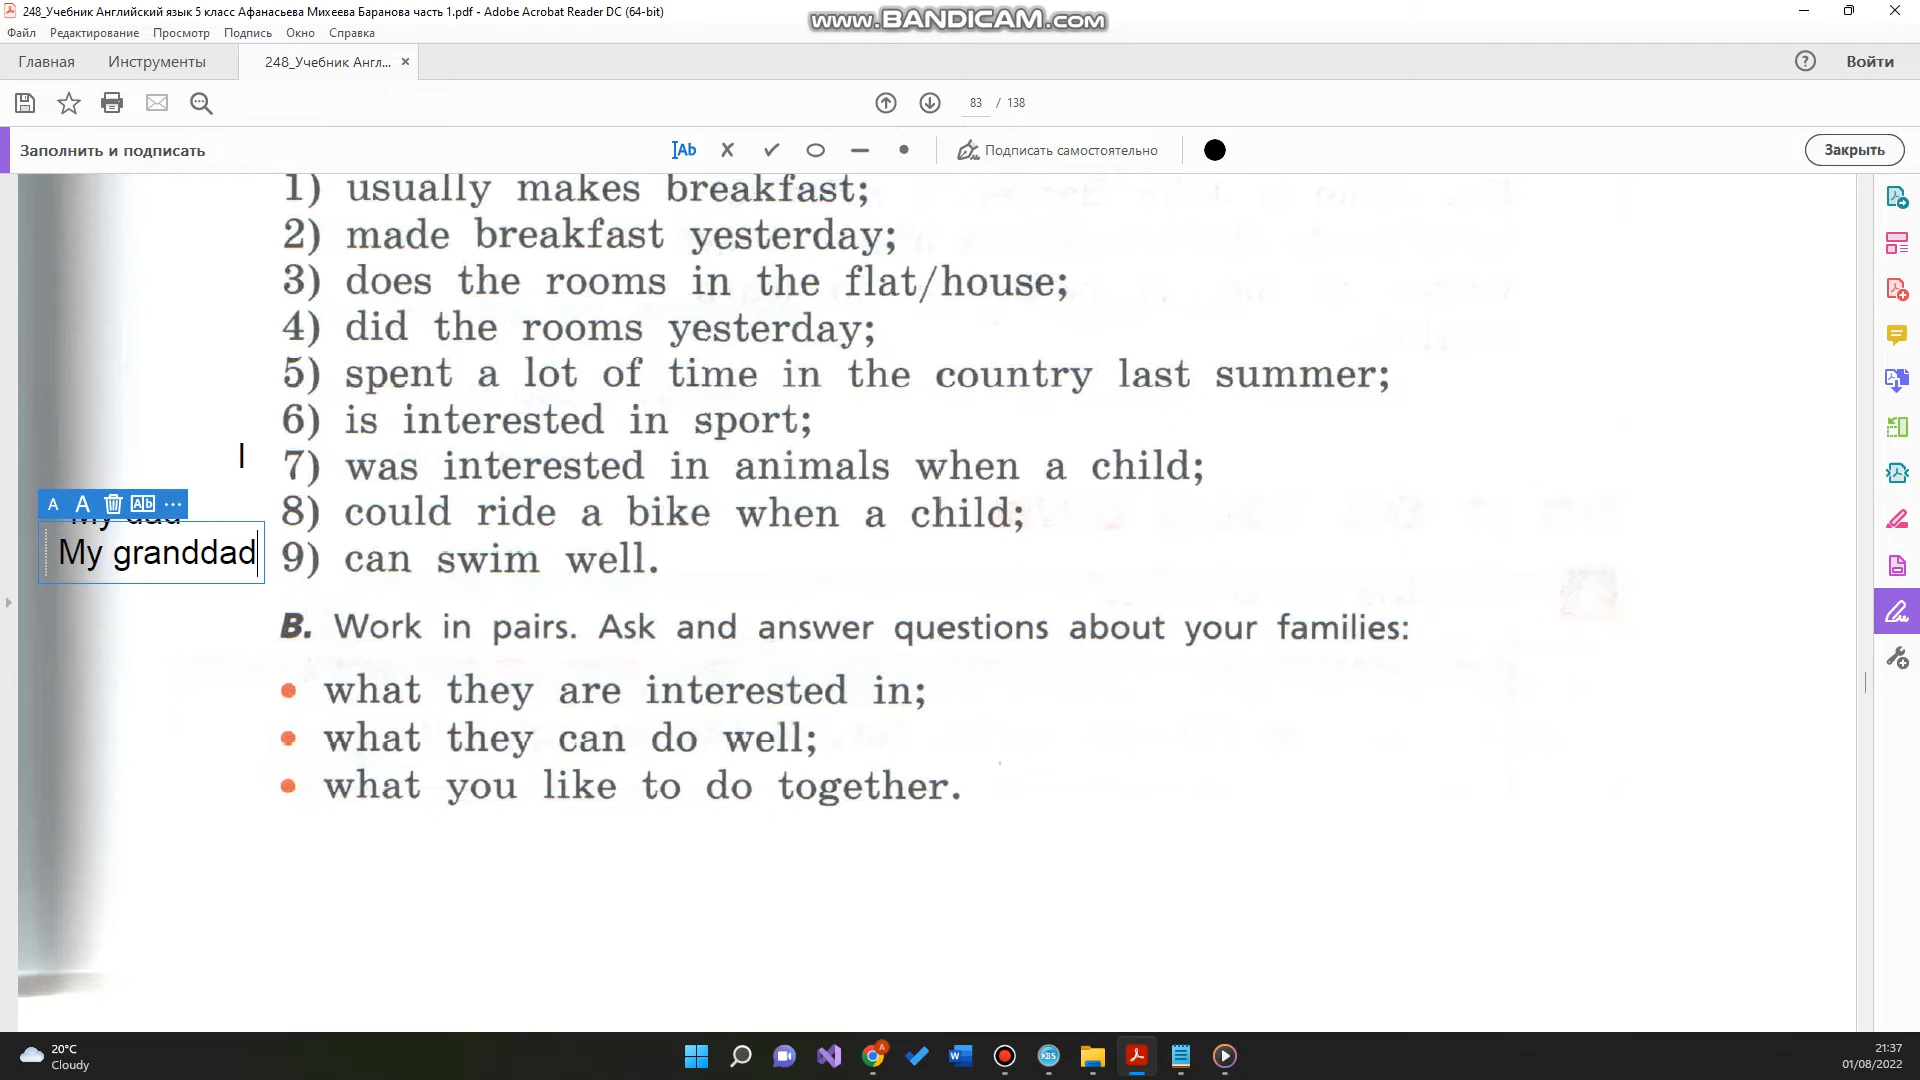 248_Учебник Английский язык 5 класс Афанасьева Михеева Баранова часть 1.pdf - Adobe Acrobat Reader DC (64-bit)
www.BANDICAM.com
Файл Редактирование Просмотр Подпись Окно Справка
Главная Инструменты 248_Учебник Англ... Войти
83 / 138
Заполнить и подписать Подписать самостоятельно Закрыть
1) usually makes breakfast;
2) made breakfast yesterday;
3) does the rooms in the flat/house;
4) did the rooms yesterday;
5) spent a lot of time in the country last summer;
6) is interested in sport;
7) was interested in animals when a child;
My dad 8) could ride a bike when a child;
My granddad 9) can swim well.
B. Work in pairs. Ask and answer questions about your families:
• what they are interested in;
• what they can do well;
• what you like to do together.
20°C
Cloudy
21:37
01/08/2022